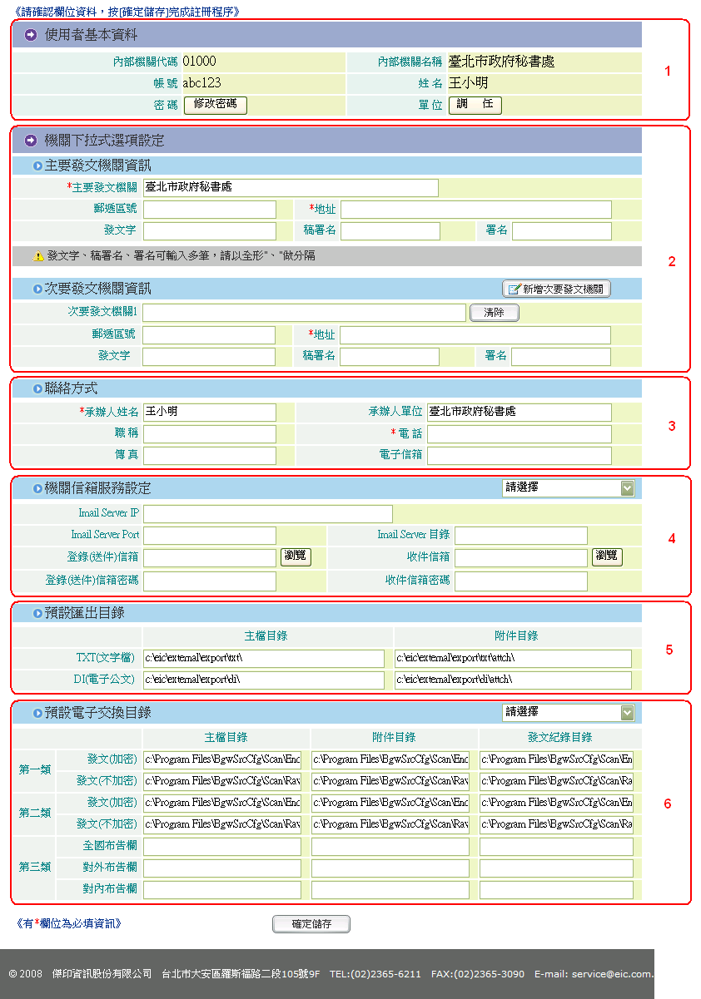 《請確認欄位資料，按[確定儲存]完成註冊程序》
使用者基本資料
內部機關代碼 01000 內部機關名稱 臺北市政府秘書處
帳 號 abc123 姓 名 王小明
密 碼 修改密碼 單 位 調 任
1
機關下拉式選項設定
主要發文機關資訊
*主要發文機關 臺北市政府秘書處
郵遞區號 *地址
發文字 稿署名 署名
發文字、稿署名、署名可輸入多筆，請以全形"、"做分隔
2
次要發文機關資訊 新增次要發文機關
次要發文機關1 清除
郵遞區號 *地址
發文字 稿署名 署名
聯絡方式
*承辦人姓名 王小明 承辦人單位 臺北市政府秘書處
職 稱 * 電 話
3
傳 真 電子信箱
機關信箱服務設定 請選擇
Imail Server IP
Imail Server Port Imail Server 目錄
4
登錄(送件)信箱 瀏覽 收件信箱 瀏覽
登錄(送件)信箱密碼 收件信箱密碼
預設匯出目錄
主檔目錄 附件目錄
5
TXT(文字檔) c:\eic\external\export\txt\ c:\eic\external\export\txt\attch\
DI(電子公文) c:\eic\external\export\di\ c:\eic\external\export\di\attch\
預設電子交換目錄 請選擇
主檔目錄 附件目錄 發文紀錄目錄
第一類 發文(加密) c:\Program Files\BgwSrcCfg\Scan\Enc c:\Program Files\BgwSrcCfg\Scan\Enc c:\Program Files\BgwSrcCfg\Scan\En
發文(不加密) c:\Program Files\BgwSrcCfg\Scan\Rav c:\Program Files\BgwSrcCfg\Scan\Rav c:\Program Files\BgwSrcCfg\Scan\Ra
第二類 發文(加密) c:\Program Files\BgwSrcCfg\Scan\Enc c:\Program Files\BgwSrcCfg\Scan\Enc c:\Program Files\BgwSrcCfg\Scan\En
6
發文(不加密) c:\Program Files\BgwSrcCfg\Scan\Rav c:\Program Files\BgwSrcCfg\Scan\Rav c:\Program Files\BgwSrcCfg\Scan\Ra
全國布告欄
第三類 對外布告欄
對內布告欄
《有*欄位為必填資訊》 確定儲存
© 2008 傑印資訊股份有限公司 台北市大安區羅斯福路二段105號9F TEL:(02)2365-6211 FAX:(02)2365-3090 E-mail: service@eic.com.